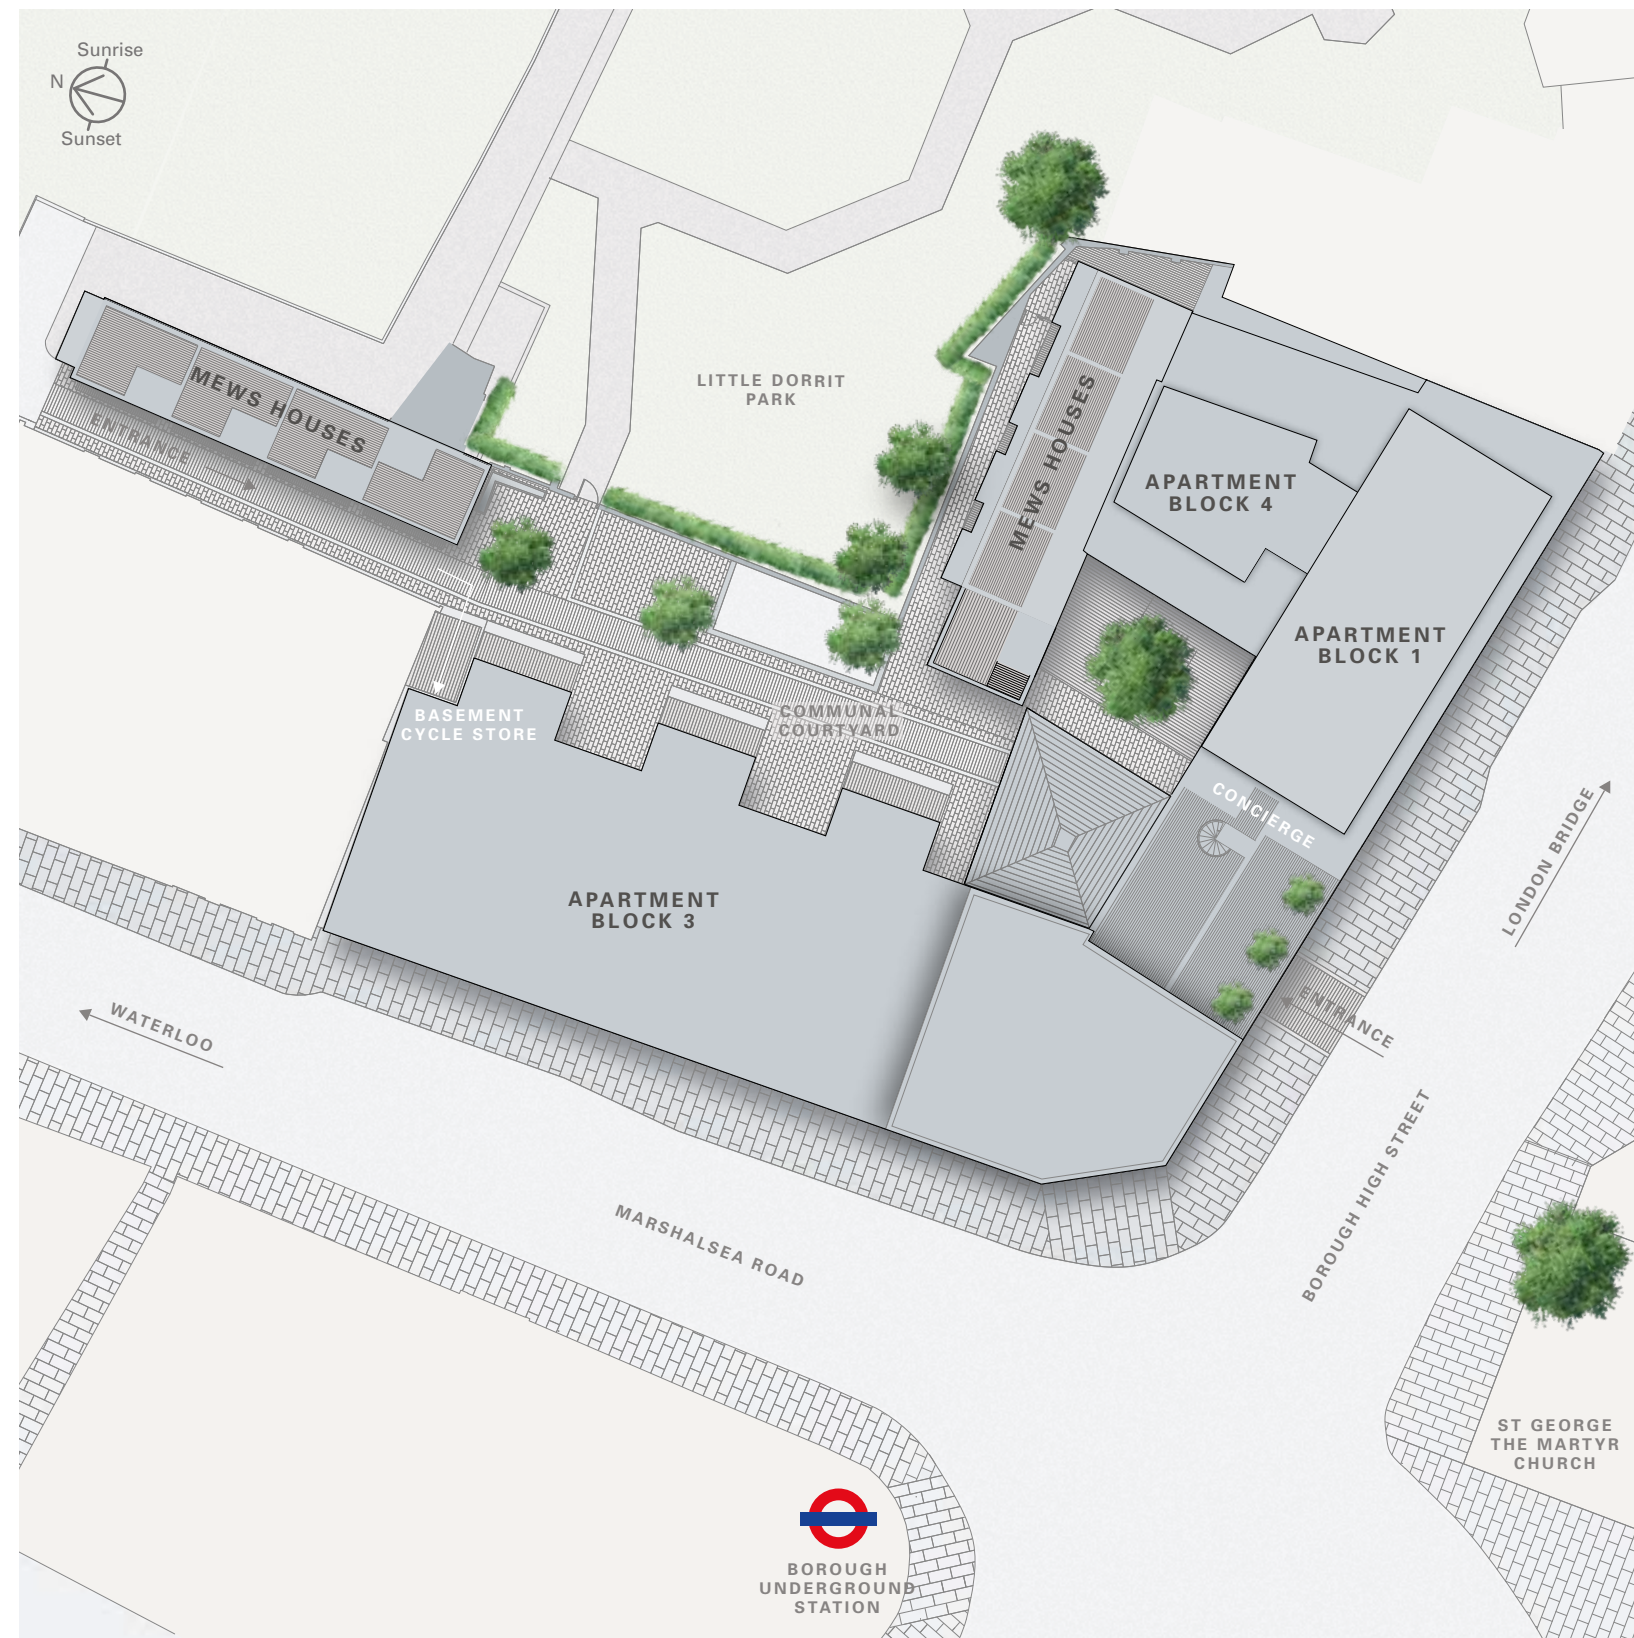 Sunrise
N
Sunset
LITTLE DORRIT
PARK
MEWS HOUSES
ENTRANCE
MEWS HOUSES
APARTMENT
BLOCK 4
APARTMENT
BLOCK 1
BASEMENT
CYCLE STORE
COMMUNAL
COURTYARD
CONCIERGE
LONDON BRIDGE
APARTMENT
BLOCK 3
ENTRANCE
WATERLOO
MARSHALSEA ROAD
BOROUGH HIGH STREET
ST GEORGE
THE MARTYR
CHURCH
BOROUGH
UNDERGROUND
STATION